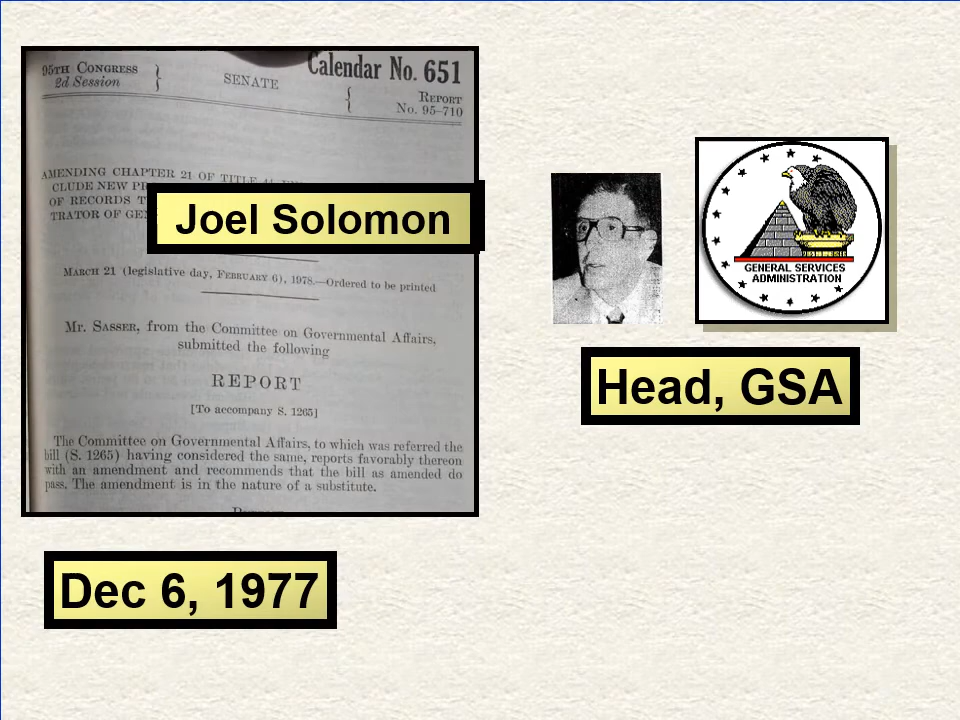 95TH CONGRESS
2d Session
SENATE
Calendar No. 651
REPORT
No. 95–710
AMENDING CHAPTER 21 OF TITLE
CLUDE NEW
OF RECORDS
TRATOR OF
Joel Solomon
MARCH 21 (legislative day, FEBRUARY 6), 1978.—Ordered to be printed
Mr. SASSER, from the Committee on Governmental Affairs,
submitted the following
REPORT
[To accompany S. 1265]
The Committee on Governmental Affairs, to which was referred the
bill (S. 1265) having considered the same, reports favorably thereon
with an amendment and recommends that the bill as amended do
pass. The amendment is in the nature of a substitute.
GENERAL SERVICES
ADMINISTRATION
Head, GSA
Dec 6, 1977